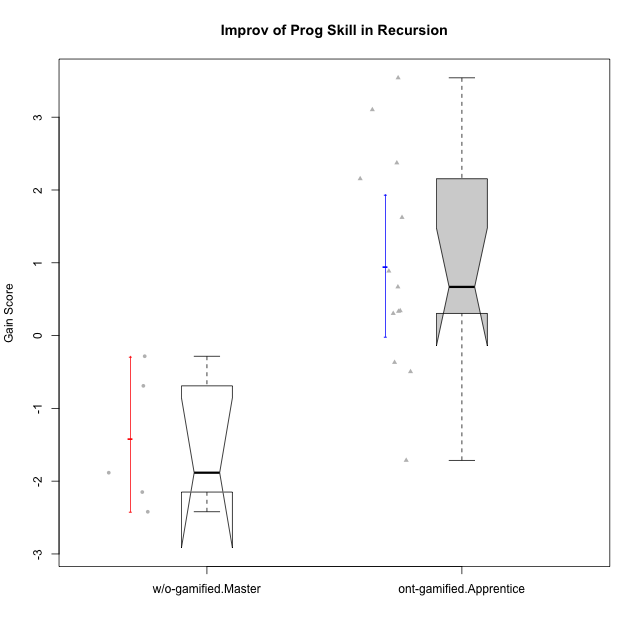 Improv of Prog Skill in Recursion
Gain Score
3
2
1
0
-1
-2
-3
w/o-gamified.Master
ont-gamified.Apprentice